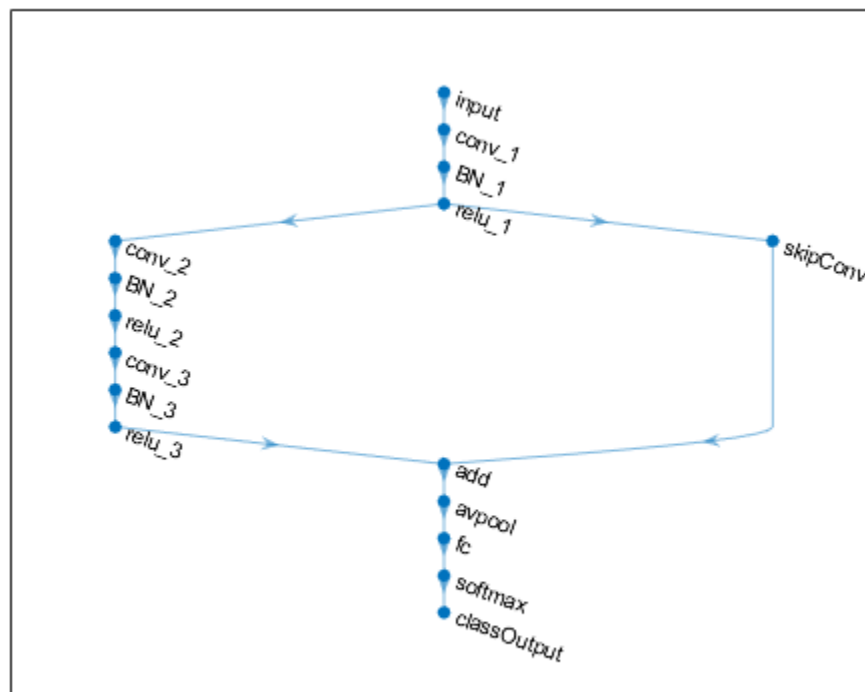 input
conv_1
BN_1
relu_1
conv_2
BN_2
relu_2
conv_3
BN_3
relu_3
skipConv
add
avpool
fc
softmax
classOutput